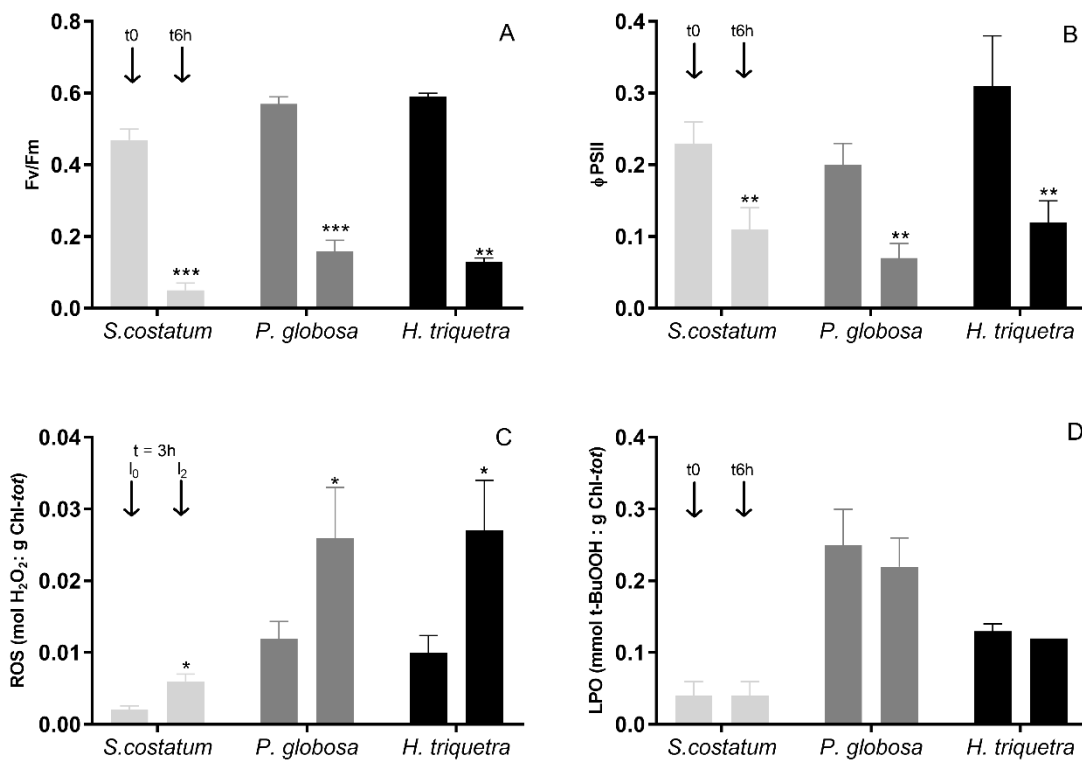 A
t0 t6h
0.8
0.6
0.4
0.2
0.0
Fv/Fm
***
***
**
S.costatum P. globosa H. triquetra
B
t0 t6h
0.4
0.3
0.2
0.1
0.0
ϕ PSII
**
**
**
S.costatum P. globosa H. triquetra
C
t = 3h
I₀ I₂
0.04
0.03
0.02
0.01
0.00
ROS (mol H₂O₂: g Chl-tot)
*
*
*
S.costatum P. globosa H. triquetra
D
t0 t6h
0.4
0.3
0.2
0.1
0.0
LPO (mmol t-BuOOH : g Chl-tot)
S.costatum P. globosa H. triquetra